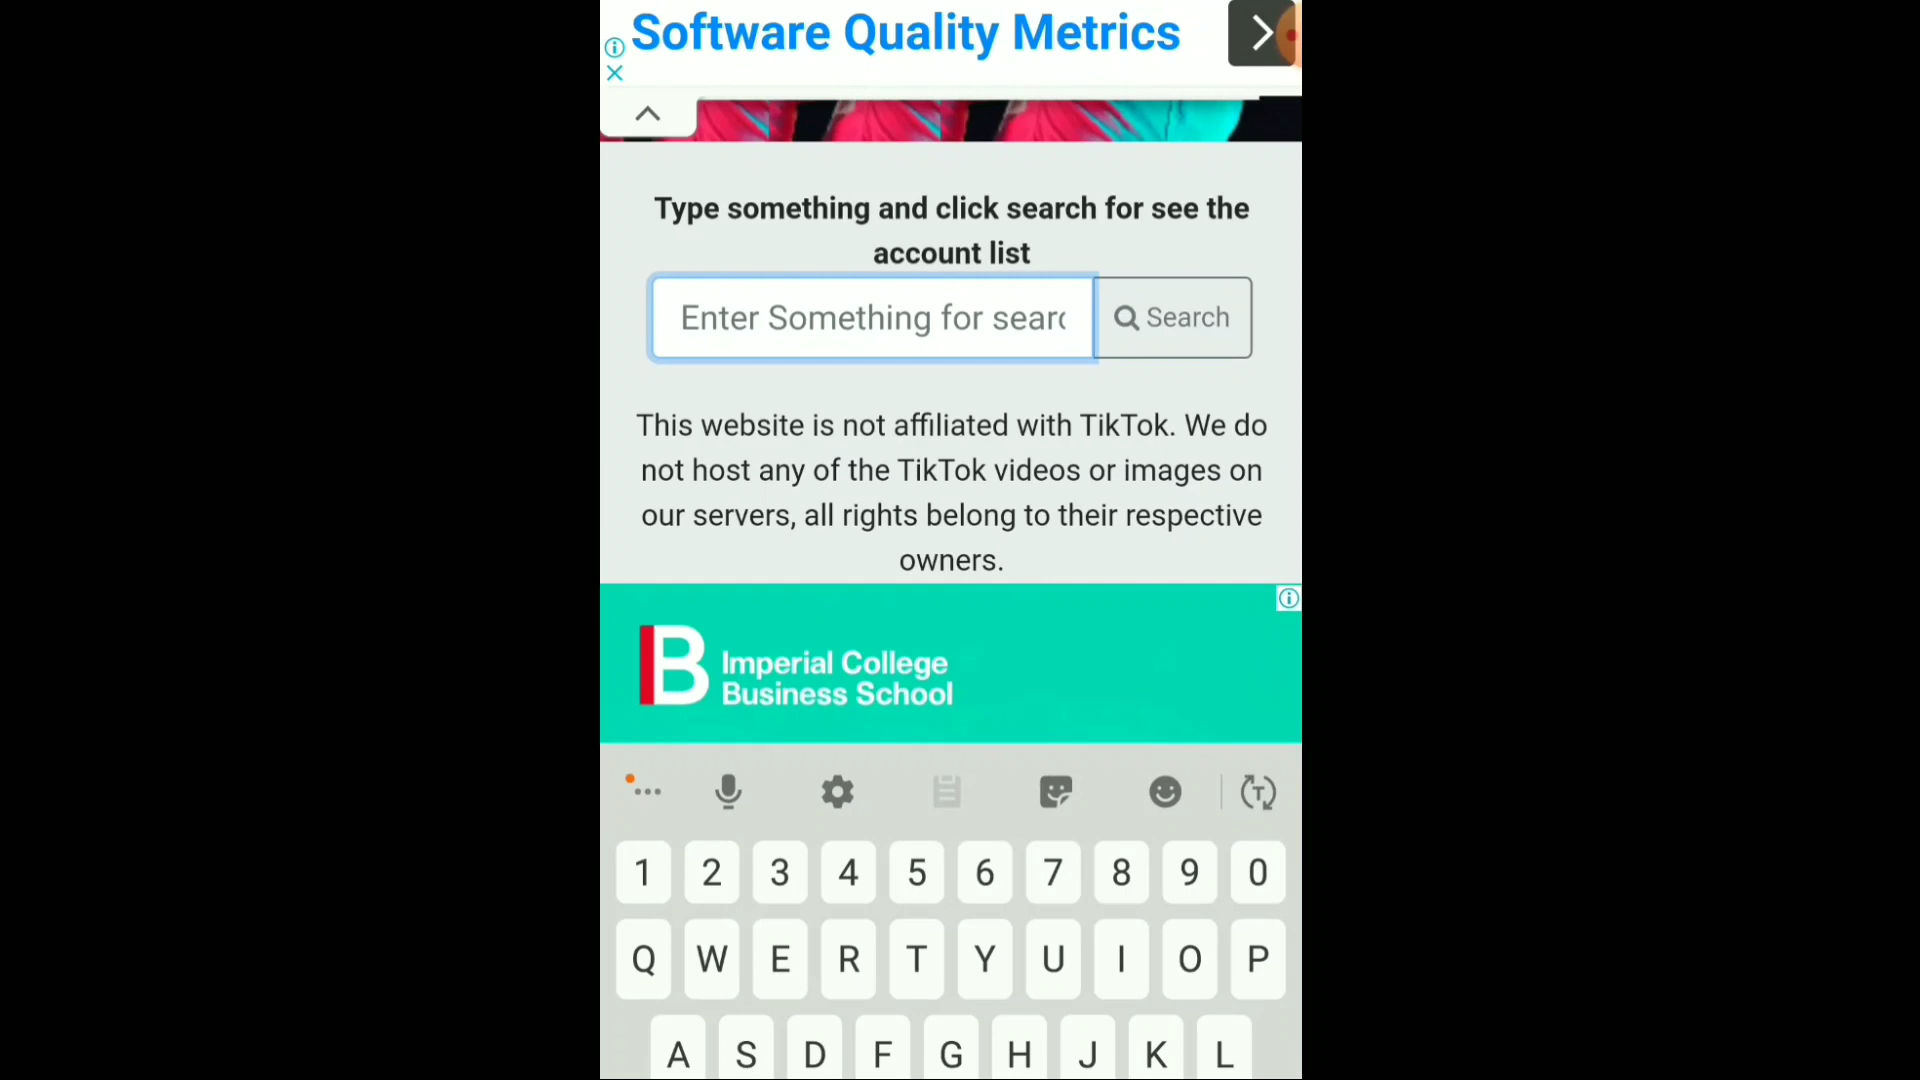 Software Quality Metrics
Type something and click search for see the
account list
Enter Something for searc
Search
This website is not affiliated with TikTok. We do
not host any of the TikTok videos or images on
our servers, all rights belong to their respective
owners.
B Imperial College
Business School
1 2 3 4 5 6 7 8 9 0
Q W E R T Y U I O P
A S D F G H J K L